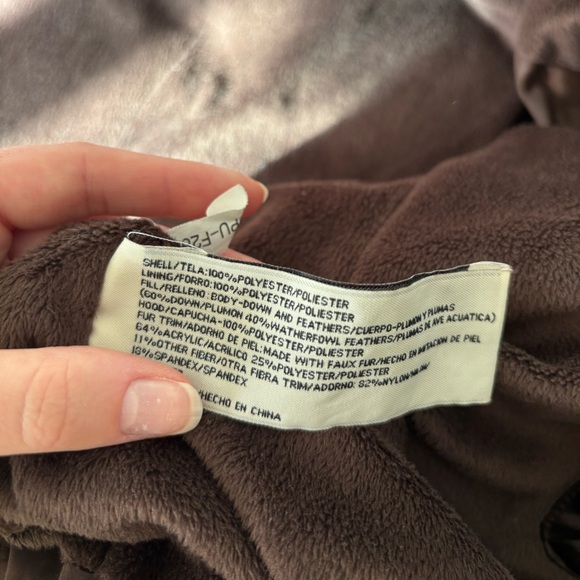 PU-F20
SHELL/TELA:100%POLYESTER/POLIESTER
LINING/FORRO:100%POLYESTER/POLIESTER
FILL/RELLENO:BODY-DOWN AND FEATHERS/CUERPO-PLUMON Y PLUMAS
(60%DOWN/PLUMON 40%WATERFOWL FEATHERS/PLUMAS DE AVE ACUATICA)
HOOD/CAPUCHA-100%POLYESTER/POLIESTER
FUR TRIM/ADORNO DE PIEL:MADE WITH FAUX FUR/HECHO EN IMITACION DE PIEL
64%ACRYLIC/ACRILICO 25%POLYESTER/POLIESTER
11%OTHER FIBER/OTRA FIBRA TRIM/ADORNO: 82%NYLON/NILON
18%SPANDEX/SPANDEX
/HECHO EN CHINA